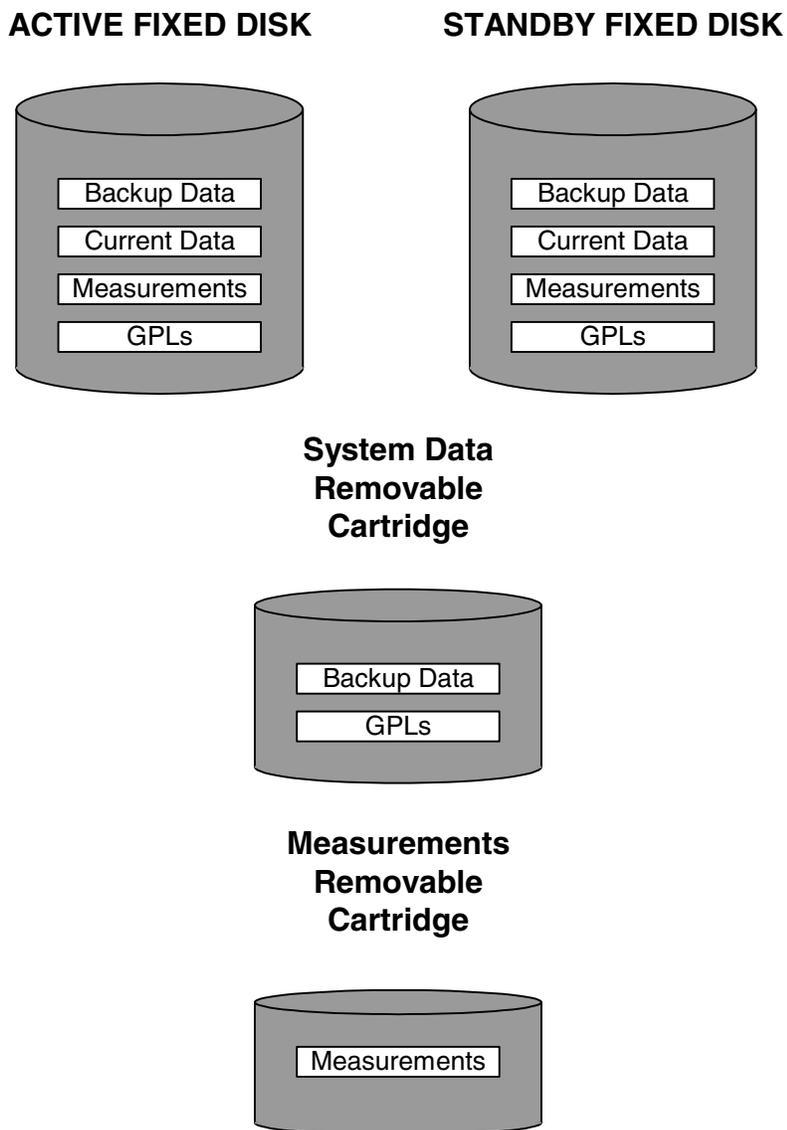 ACTIVE FIXED DISK
STANDBY FIXED DISK
Backup Data
Current Data
Measurements
GPLs
Backup Data
Current Data
Measurements
GPLs
System Data
Removable
Cartridge
Backup Data
GPLs
Measurements
Removable
Cartridge
Measurements